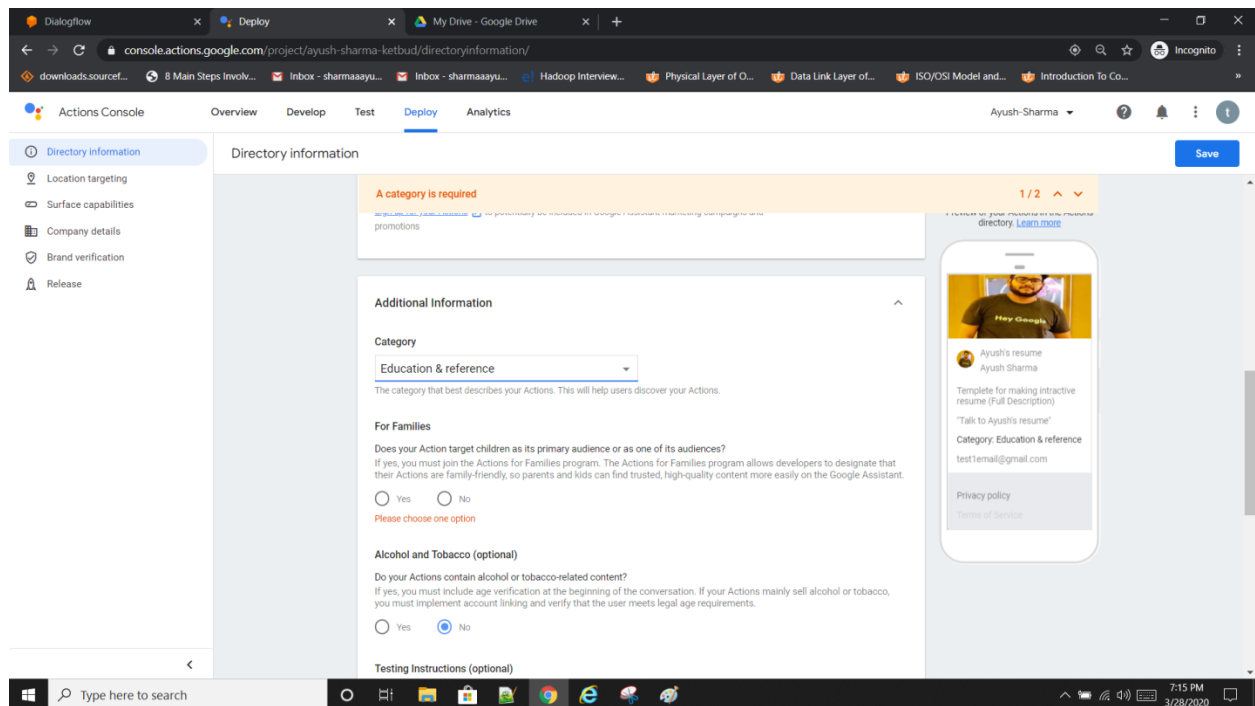 Dialogflow
Deploy
My Drive - Google Drive
console.actions.google.com/project/ayush-sharma-ketbud/directoryinformation/
Incognito
downloads.sourcef...
8 Main Steps Involv...
Inbox - sharmaaayu...
Inbox - sharmaaayu...
Hadoop Interview...
Physical Layer of O...
Data Link Layer of...
ISO/OSI Model and...
Introduction To Co...
Actions Console
Overview
Develop
Test
Deploy
Analytics
Ayush-Sharma
t
Directory information
Location targeting
Surface capabilities
Company details
Brand verification
Release
Directory information
Save
A category is required
1 / 2
promotions
Additional Information
Category
Education & reference
The category that best describes your Actions. This will help users discover your Actions.
For Families
Does your Action target children as its primary audience or as one of its audiences?
If yes, you must join the Actions for Families program. The Actions for Families program allows developers to designate that
their Actions are family-friendly, so parents and kids can find trusted, high-quality content more easily on the Google Assistant.
Yes
No
Please choose one option
Alcohol and Tobacco (optional)
Do your Actions contain alcohol or tobacco-related content?
If yes, you must include age verification at the beginning of the conversation. If your Actions mainly sell alcohol or tobacco,
you must implement account linking and verify that the user meets legal age requirements.
Yes
No
Testing Instructions (optional)
directory. Learn more
Hey Google
Ayush's resume
Ayush Sharma
Templete for making intractive
resume (Full Description)
"Talk to Ayush's resume"
Category: Education & reference
test1email@gmail.com
Privacy policy
Terms of Service
Type here to search
7:15 PM
3/28/2020